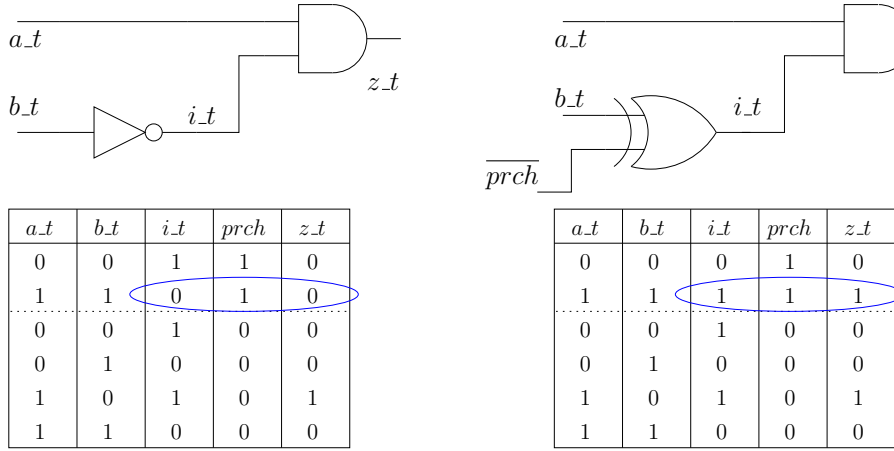 a_t
z_t
b_t
i_t
a_t
b_t
i_t
prch
a_t b_t i_t prch z_t
0 0 1 1 0
1 1 0 1 0
0 0 1 0 0
0 1 0 0 0
1 0 1 0 1
1 1 0 0 0
a_t b_t i_t prch z_t
0 0 0 1 0
1 1 1 1 1
0 0 1 0 0
0 1 0 0 0
1 0 1 0 1
1 1 0 0 0